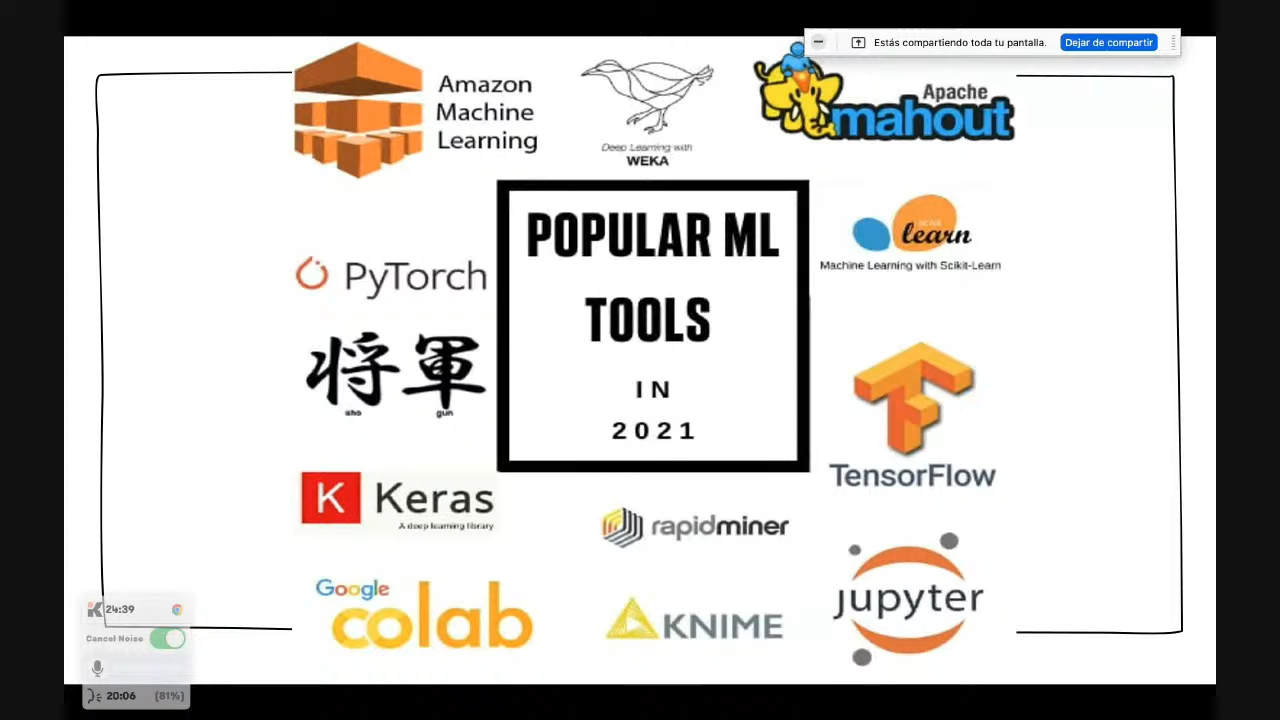 Estás compartiendo toda tu pantalla.
Dejar de compartir
Amazon
Machine
Learning
Deep Learning with
WEKA
Apache
mahout
POPULAR ML
TOOLS
IN
2021
learn
Machine Learning with Scikit-Learn
PyTorch
将軍
sho gun
TensorFlow
K Keras
A deep learning library
rapidminer
Google
colab
KNIME
jupyter
24:39
Cancel Noise
20:06 (81%)